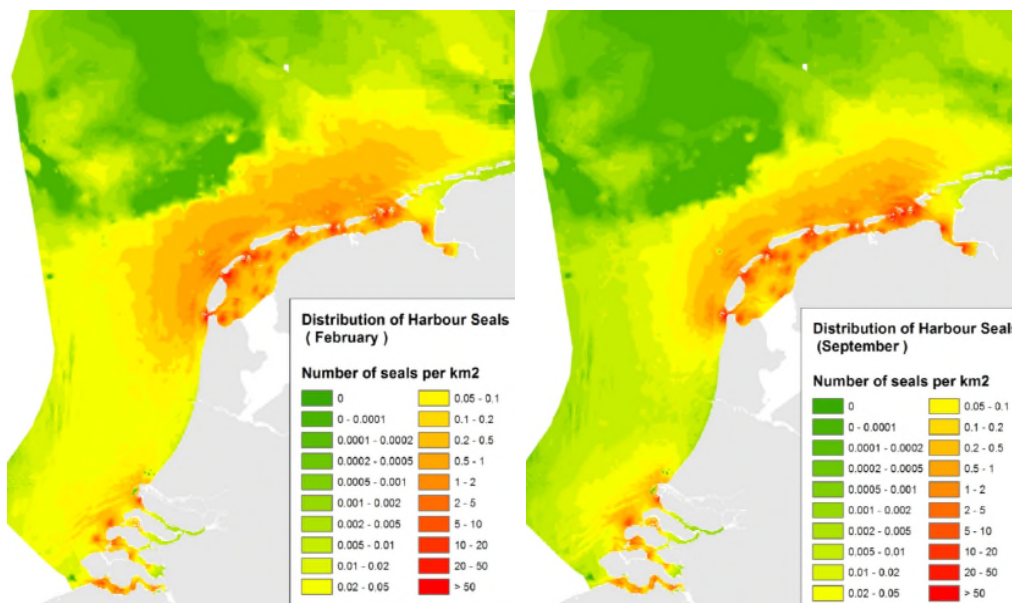 Distribution of Harbour Seals
( February )
Number of seals per km2
0
0 - 0.0001
0.0001 - 0.0002
0.0002 - 0.0005
0.0005 - 0.001
0.001 - 0.002
0.002 - 0.005
0.005 - 0.01
0.01 - 0.02
0.02 - 0.05
0.05 - 0.1
0.1 - 0.2
0.2 - 0.5
0.5 - 1
1 - 2
2 - 5
5 - 10
10 - 20
20 - 50
> 50
Distribution of Harbour Seals
(September )
Number of seals per km2
0
0 - 0.0001
0.0001 - 0.0002
0.0002 - 0.0005
0.0005 - 0.001
0.001 - 0.002
0.002 - 0.005
0.005 - 0.01
0.01 - 0.02
0.02 - 0.05
0.05 - 0.1
0.1 - 0.2
0.2 - 0.5
0.5 - 1
1 - 2
2 - 5
5 - 10
10 - 20
20 - 50
> 50